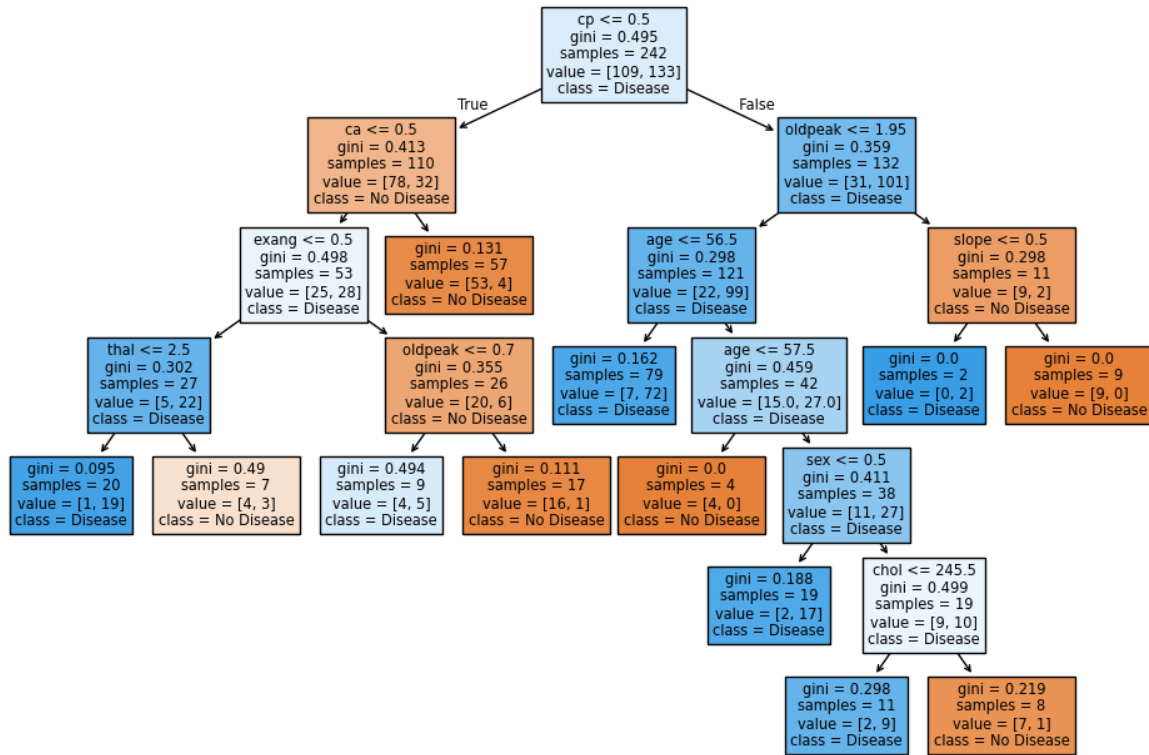 cp <= 0.5
gini = 0.495
samples = 242
value = [109, 133]
class = Disease
True
False
ca <= 0.5
gini = 0.413
samples = 110
value = [78, 32]
class = No Disease
oldpeak <= 1.95
gini = 0.359
samples = 132
value = [31, 101]
class = Disease
exang <= 0.5
gini = 0.498
samples = 53
value = [25, 28]
class = Disease
gini = 0.131
samples = 57
value = [53, 4]
class = No Disease
age <= 56.5
gini = 0.298
samples = 121
value = [22, 99]
class = Disease
slope <= 0.5
gini = 0.298
samples = 11
value = [9, 2]
class = No Disease
thal <= 2.5
gini = 0.302
samples = 27
value = [5, 22]
class = Disease
oldpeak <= 0.7
gini = 0.355
samples = 26
value = [20, 6]
class = No Disease
gini = 0.162
samples = 79
value = [7, 72]
class = Disease
age <= 57.5
gini = 0.459
samples = 42
value = [15.0, 27.0]
class = Disease
gini = 0.0
samples = 2
value = [0, 2]
class = Disease
gini = 0.0
samples = 9
value = [9, 0]
class = No Disease
gini = 0.095
samples = 20
value = [1, 19]
class = Disease
gini = 0.49
samples = 7
value = [4, 3]
class = No Disease
gini = 0.494
samples = 9
value = [4, 5]
class = Disease
gini = 0.111
samples = 17
value = [16, 1]
class = No Disease
gini = 0.0
samples = 4
value = [4, 0]
class = No Disease
sex <= 0.5
gini = 0.411
samples = 38
value = [11, 27]
class = Disease
gini = 0.188
samples = 19
value = [2, 17]
class = Disease
chol <= 245.5
gini = 0.499
samples = 19
value = [9, 10]
class = Disease
gini = 0.298
samples = 11
value = [2, 9]
class = Disease
gini = 0.219
samples = 8
value = [7, 1]
class = No Disease